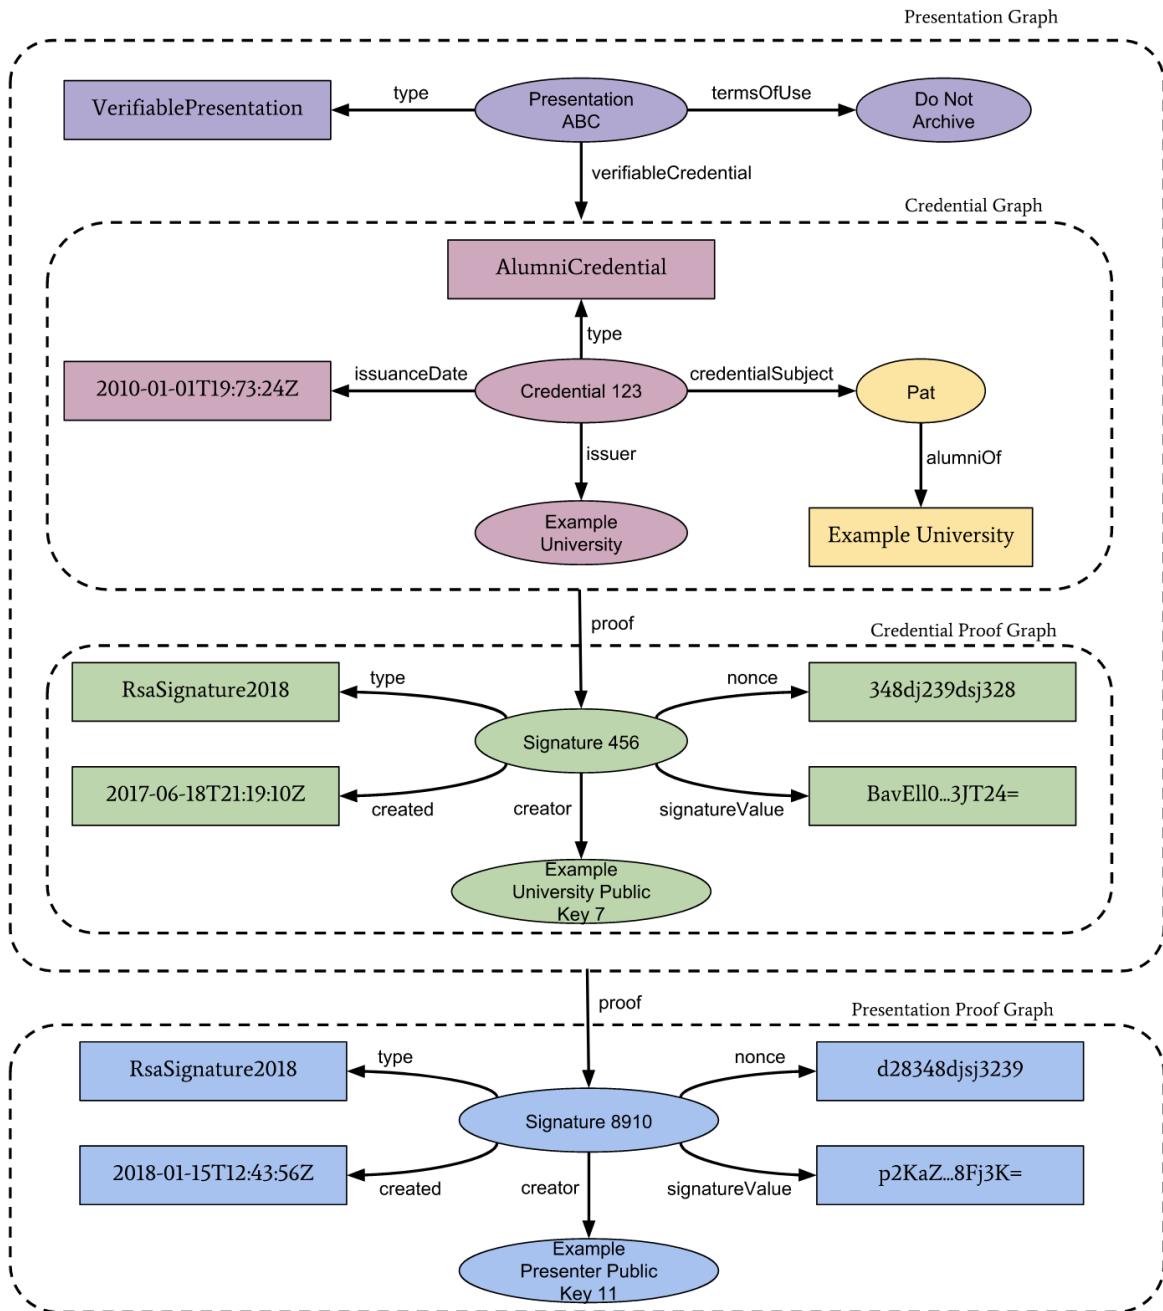 Presentation Graph
VerifiablePresentation
type
Presentation
ABC
termsOfUse
Do Not
Archive
verifiableCredential
Credential Graph
AlumniCredential
type
2010-01-01T19:73:24Z
issuanceDate
Credential 123
credentialSubject
Pat
issuer
alumniOf
Example
University
Example University
proof
Credential Proof Graph
RsaSignature2018
type
nonce
348dj239dsj328
Signature 456
2017-06-18T21:19:10Z
created
creator
signatureValue
BavEll0...3JT24=
Example
University Public
Key 7
proof
Presentation Proof Graph
RsaSignature2018
type
nonce
d28348djsj3239
Signature 8910
2018-01-15T12:43:56Z
created
creator
signatureValue
p2KaZ...8Fj3K=
Example
Presenter Public
Key 11